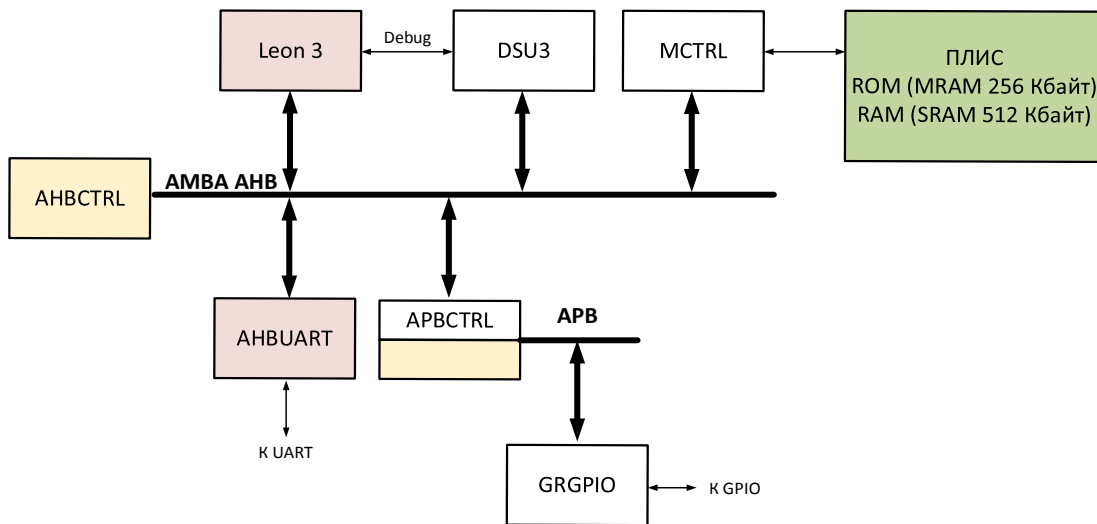 Leon 3
Debug
DSU3
MCTRL
ПЛИС
ROM (MRAM 256 Кбайт)
RAM (SRAM 512 Кбайт)
AHBCTRL
AMBA AHB
AHBUART
APBCTRL
APB
К UART
GRGPIO
К GPIO